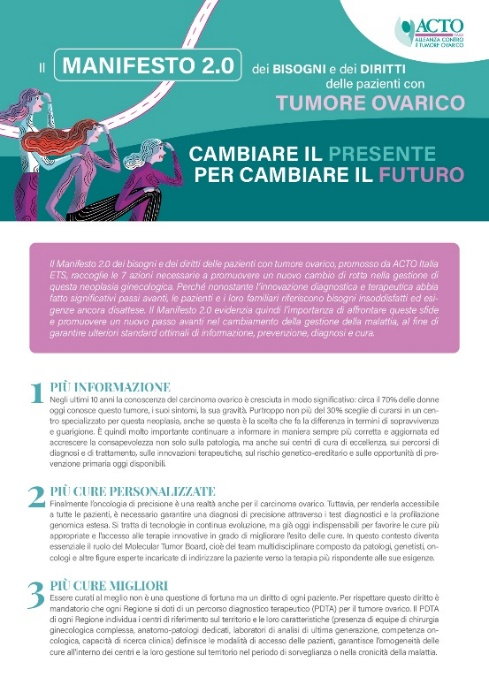 ACTO
ALLEANZA CONTRO
IL TUMORE OVARICO
Il MANIFESTO 2.0 dei BISOGNI e dei DIRITTI
delle pazienti con
TUMORE OVARICO
CAMBIARE IL PRESENTE
PER CAMBIARE IL FUTURO
Il Manifesto 2.0 dei bisogni e dei diritti delle pazienti con tumore ovarico, promosso da ACTO Italia
ETS, raccoglie le 7 azioni necessarie a promuovere un nuovo cambio di rotta nella gestione di
questa neoplasia ginecologica. Perché nonostante l'innovazione diagnostica e terapeutica abbia
fatto significativi passi avanti, le pazienti e i loro familiari riferiscono bisogni insoddisfatti ed esi-
genze ancora disattese. Il Manifesto 2.0 evidenzia quindi l'importanza di affrontare queste sfide
e promuovere un nuovo passo avanti nel cambiamento della gestione della malattia, al fine di
garantire ulteriori standard ottimali di informazione, prevenzione, diagnosi e cura.
1 PIÙ INFORMAZIONE
Negli ultimi 10 anni la conoscenza del carcinoma ovarico è cresciuta in modo significativo: circa il 70% delle donne
oggi conosce questo tumore, i suoi sintomi, la sua gravità. Purtroppo non più del 30% sceglie di curarsi in un cen-
tro specializzato per questa neoplasia, anche se questa è la scelta che fa la differenza in termini di sopravvivenza
e guarigione. È quindi molto importante continuare a informare in maniera sempre più corretta e aggiornata ed
accrescere la consapevolezza non solo sulla patologia, ma anche sui centri di cura di eccellenza, sui percorsi di
diagnosi e di trattamento, sulle innovazioni terapeutiche, sul rischio genetico-ereditario e sulle opportunità di pre-
venzione primaria oggi disponibili.
2 PIÙ CURE PERSONALIZZATE
Finalmente l'oncologia di precisione è una realtà anche per il carcinoma ovarico. Tuttavia, per renderla accessibile
a tutte le pazienti, è necessario garantire una diagnosi di precisione attraverso i test diagnostici e la profilazione
genomica estesa. Si tratta di tecnologie in continua evoluzione, ma già oggi indispensabili per favorire le cure più
appropriate e l'accesso alle terapie innovative in grado di migliorare l'esito delle cure. In questo contesto diventa
essenziale il ruolo del Molecular Tumor Board, cioè del team multidisciplinare composto da patologi, genetisti, on-
cologi e altre figure esperte incaricate di indirizzare la paziente verso la terapia più rispondente alle sue esigenze.
3 PIÙ CURE MIGLIORI
Essere curati al meglio non è una questione di fortuna ma un diritto di ogni paziente. Per rispettare questo diritto è
mandatorio che ogni Regione si doti di un percorso diagnostico terapeutico (PDTA) per il tumore ovarico. Il PDTA
di ogni Regione individua i centri di riferimento sul territorio e le loro caratteristiche (presenza di equipe di chirurgia
ginecologica complessa, anatomo-patologi dedicati, laboratori di analisi di ultima generazione, competenza on-
cologica, capacità di ricerca clinica) definisce le modalità di accesso delle pazienti, garantisce l'omogeneità delle
cure all'interno dei centri e la loro gestione sul territorio nel periodo di sorveglianza o nella cronicità della malattia.